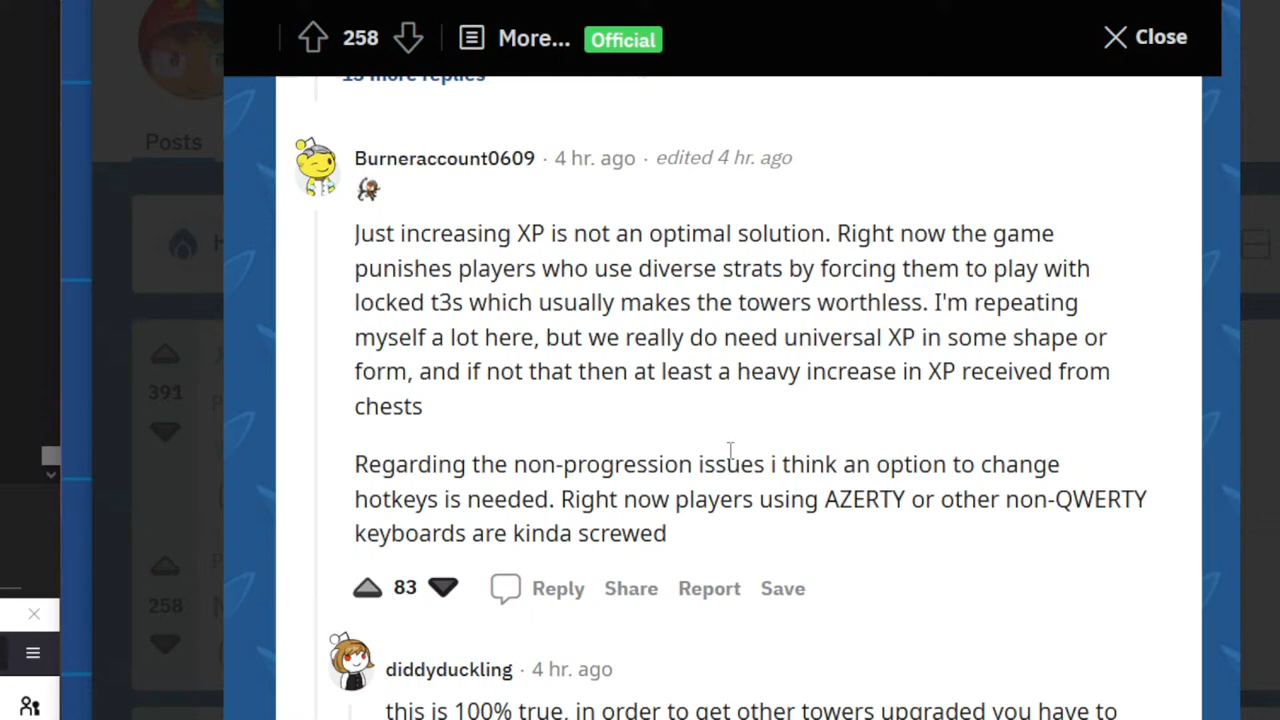 258
More...
Official
Close
15 more replies
Posts
Burneraccount0609 · 4 hr. ago · edited 4 hr. ago
Just increasing XP is not an optimal solution. Right now the game
punishes players who use diverse strats by forcing them to play with
locked t3s which usually makes the towers worthless. I'm repeating
myself a lot here, but we really do need universal XP in some shape or
form, and if not that then at least a heavy increase in XP received from
chests
391
Regarding the non-progression issues i think an option to change
hotkeys is needed. Right now players using AZERTY or other non-QWERTY
keyboards are kinda screwed
83
Reply
Share
Report
Save
258
diddyduckling · 4 hr. ago
this is 100% true, in order to get other towers upgraded you have to